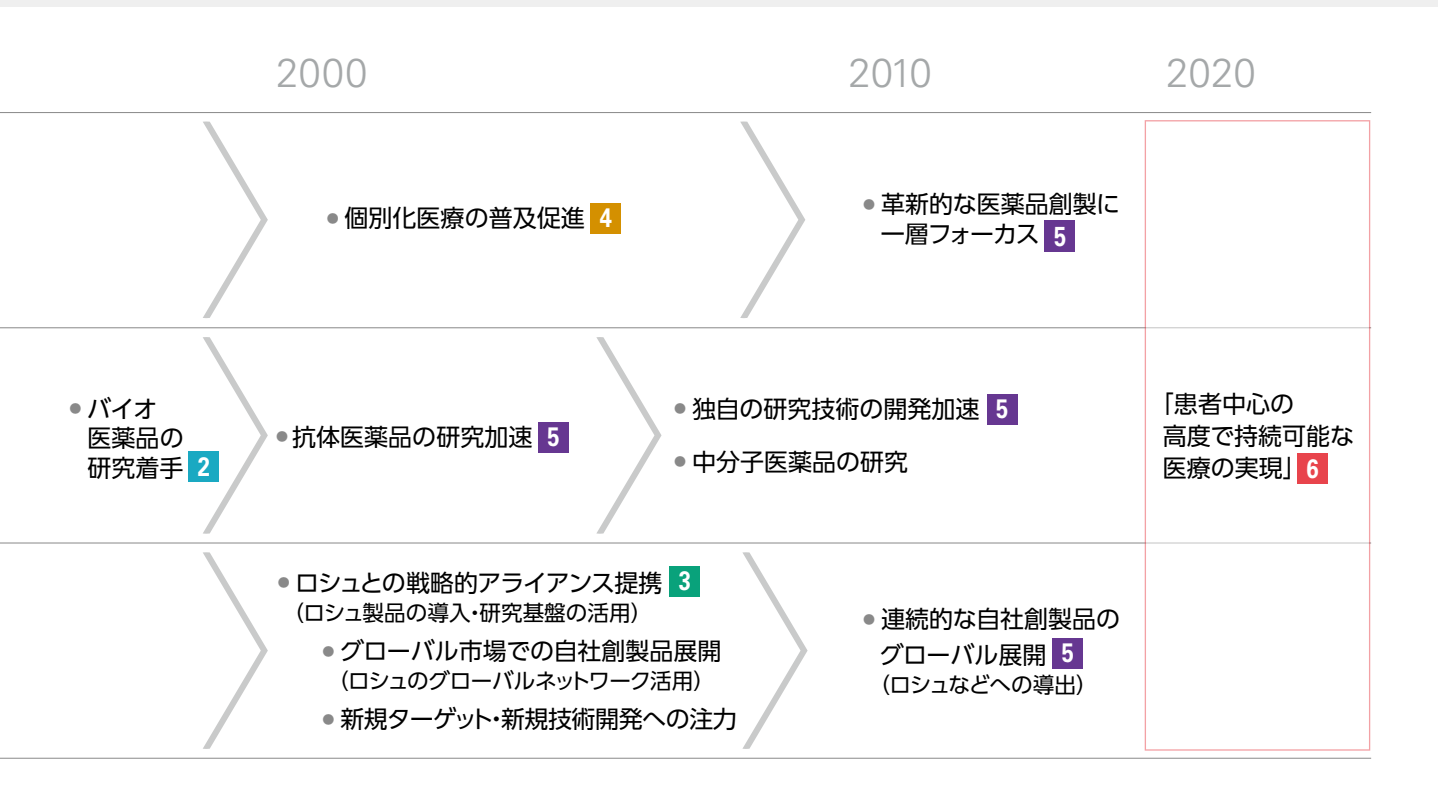 2000
2010
2020
●個別化医療の普及促進 4
●革新的な医薬品創製に
一層フォーカス 5
●バイオ
医薬品の
研究着手 2
●抗体医薬品の研究加速 5
●独自の研究技術の開発加速 5
●中分子医薬品の研究
「患者中心の
高度で持続可能な
医療の実現」 6
●ロシュとの戦略的アライアンス提携 3
(ロシュ製品の導入・研究基盤の活用)
●グローバル市場での自社創製品展開
(ロシュのグローバルネットワーク活用)
●新規ターゲット・新規技術開発への注力
●連続的な自社創製品の
グローバル展開 5
(ロシュなどへの導出)